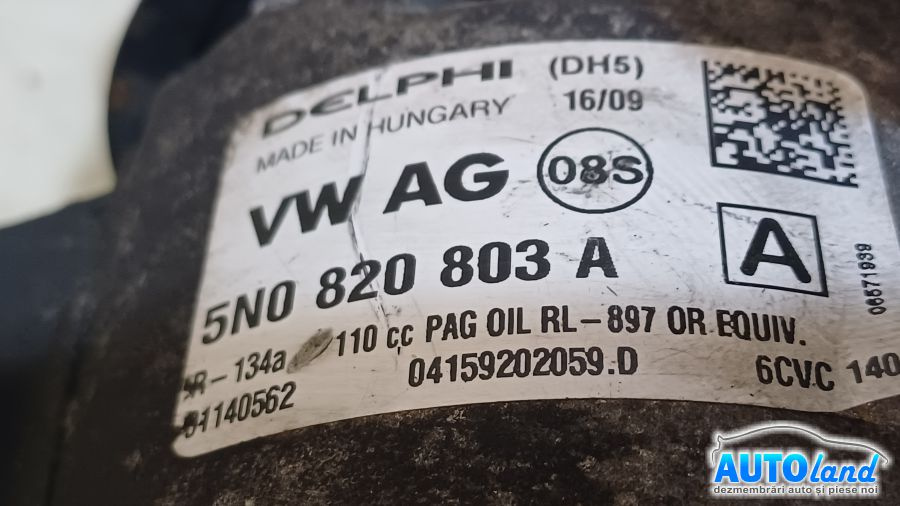 DELPHI (DH5)
MADE IN HUNGARY 16/09
VW AG 08S
5N0 820 803 A A
R-134a 110 cc PAG OIL RL-897 OR EQUIV.
04159202059.D 6CVC 140
01140562
06571939
AUTOland
dezmembrări auto și piese noi